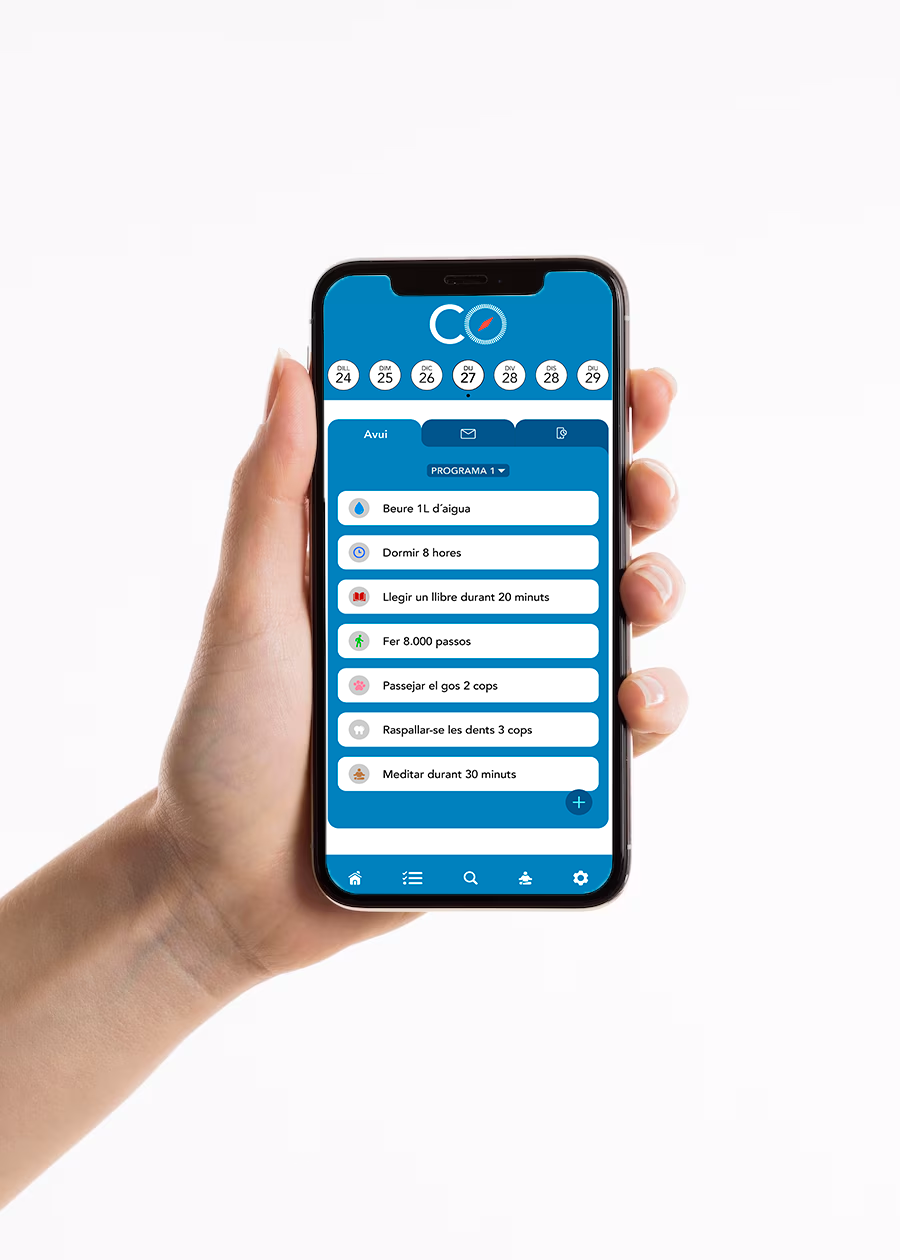 CO
DILL DIM DIC DIJ DIV DIS DIU
24 25 26 27 28 28 29
Avui
PROGRAMA 1
Beure 1L d´aigua
Dormir 8 hores
Llegir un llibre durant 20 minuts
Fer 8.000 passos
Passejar el gos 2 cops
Raspallar-se les dents 3 cops
Meditar durant 30 minuts